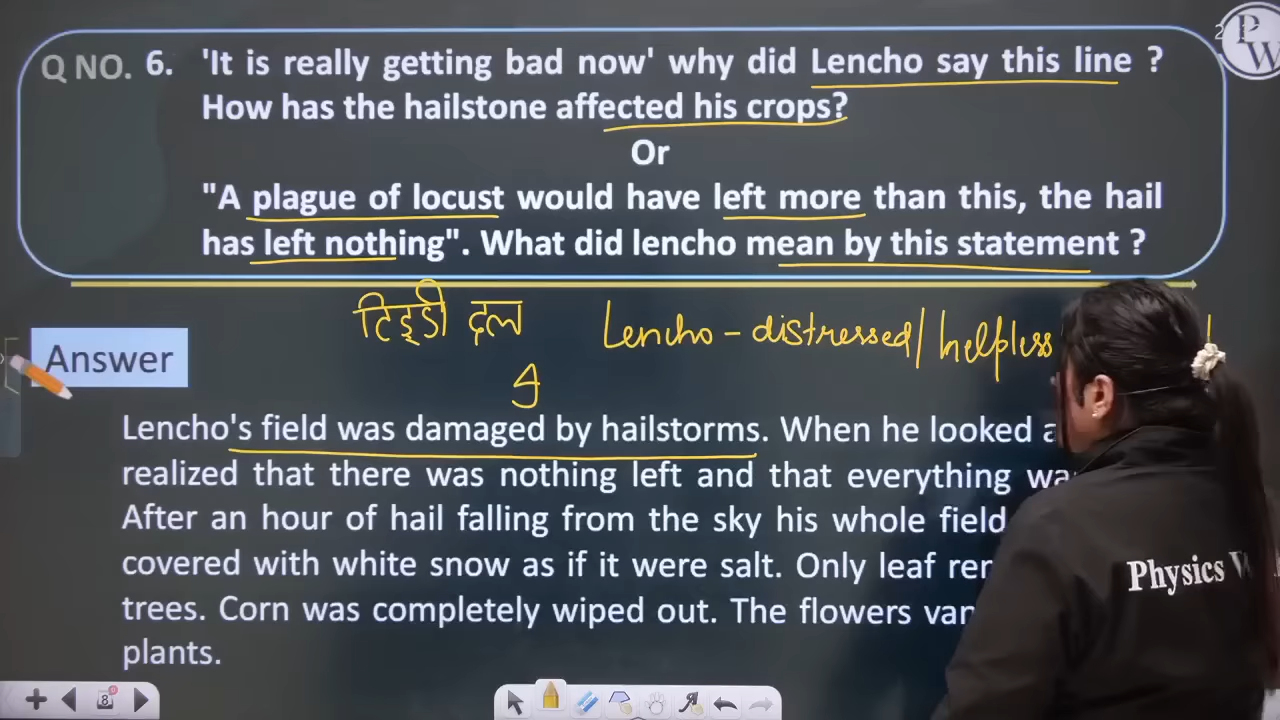 Q NO. 6. 'It is really getting bad now' why did Lencho say this line ?
How has the hailstone affected his crops?
Or
"A plague of locust would have left more than this, the hail
has left nothing". What did lencho mean by this statement ?
टिड्डी दल
Lencho - distressed/ helpless
Answer
Lencho's field was damaged by hailstorms. When he looked
realized that there was nothing left and that everything
After an hour of hail falling from the sky his whole field
covered with white snow as if it were salt. Only leaf
trees. Corn was completely wiped out. The flowers
plants.
PW
Physics
8